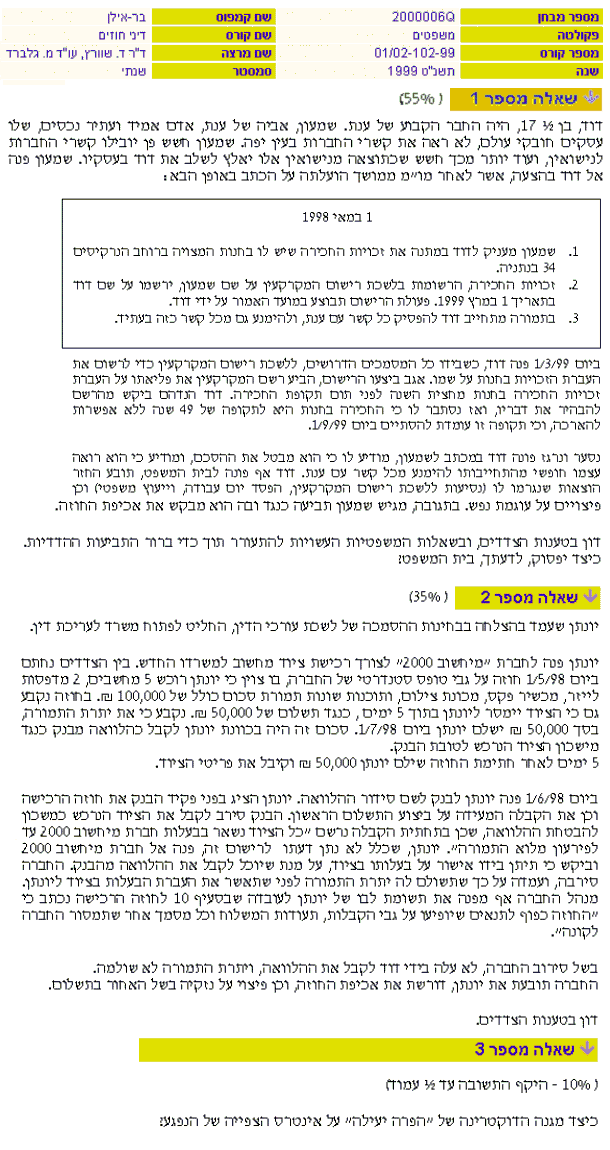 מספר מבחן 2000006Q שם קמפוס בר-אילן
פקולטה משפטים שם קורס דיני חוזים
מספר קורס 01/02-102-99 שם מרצה ד"ר ד. שוורץ, עו"ד מ. גלברד
שנה תשנ"ט 1999 סמסטר שנתי
שאלה מספר 1 (55%)
דוד, בן ½ 17, היה החבר הקבוע של ענת. שמעון, אביה של ענת, אדם אמיד ועתיר נכסים, שלו
עסקים חובקי עולם, לא ראה את קשרי החברות בעין יפה. שמעון חשש פן יובילו קשרי החברות
לנישואין, ועוד יותר מכך חשש שכתוצאה מנישואין אלו יאלץ לשלב את דוד בעסקיו. שמעון פנה
אל דוד בהצעה, אשר לאחר מו"מ ממושך הועלתה על הכתב באופן הבא:
1 במאי 1998
1. שמעון מעניק לדוד במתנה את זכויות החכירה שיש לו בחנות המצויה ברוחב הנרקיסים
34 בנתניה.
2. זכויות החכירה, הרשומות בלשכת רישום המקרקעין על שם שמעון, ירשמו על שם דוד
בתאריך 1 במרץ 1999. פעולת הרישום תבוצע במועד האמור על ידי דוד.
3. בתמורה מתחייב דוד להפסיק כל קשר עם ענת, ולהימנע גם מכל קשר כזה בעתיד.
ביום 1/3/99 פנה דוד, כשבידו כל המסמכים הדרושים, ללשכת רישום המקרקעין כדי לרשום את
העברת הזכויות בחנות על שמו. אגב ביצוע הרישום, הביע רשם המקרקעין את פליאתו על העברת
זכויות החכירה בחנות מחצית השנה לפני תום תקופת החכירה. דוד הנדהם ביקש מהרשם
להבהיר את דבריו, ואז נסתבר לו כי החכירה בחנות היא לתקופה של 49 שנה ללא אפשרות
להארכה, וכי תקופה זו עומדת להסתיים ביום 1/9/99.
נסער ונרגז פונה דוד במכתב לשמעון, מודיע לו כי הוא מבטל את ההסכם, ומודיע כי הוא רואה
עצמו חופשי מהתחייבותו להימנע מכל קשר עם ענת. דוד אף פונה לבית המשפט, תובע החזר
הוצאות שנגרמו לו (נסיעות ללשכת רישום המקרקעין, הפסד יום עבודה, וייעוץ משפטי) וכן
פיצויים על עוגמת נפש. בתגובה, מגיש שמעון תביעה כנגד ובה הוא מבקש את אכיפת החוזה.
דון בטענות הצדדים, ובשאלות המשפטיות העשויות להתעורר תוך כדי ברור התביעות ההדדיות.
כיצד יפסוק, לדעתך, בית המשפט?
שאלה מספר 2 (35%)
יונתן שעמד בהצלחה בבחינות ההסמכה של לשכת עורכי הדין, החליט לפתוח משרד לעריכת דין.
יונתן פנה לחברת "מיחשוב 2000" לצורך רכישת ציוד מחשוב למשרדו החדש. בין הצדדים נחתם
ביום 1/5/98 חוזה על גבי טופס סטנדרטי של החברה, בו צוין כי יונתן רוכש 5 מחשבים, 2 מדפסות
לייזר, מכשיר פקס, מכונת צילום, ותוכנות שונות תמורת סכום כולל של 100,000 ₪. בחוזה נקבע
גם כי הציוד יימסר ליונתן בתוך 5 ימים, כנגד תשלום של 50,000 ₪. נקבע כי את יתרת התמורה,
בסך 50,000 ₪ ישלם יונתן ביום 1/7/98. סכום זה היה בכוונת יונתן לקבל כהלוואה מבנק כנגד
מישכון הציוד הנרכש לטובת הבנק.
5 ימים לאחר חתימת החוזה שילם יונתן 50,000 ₪ וקיבל את פריטי הציוד.
ביום 1/6/98 פנה יונתן לבנק לשם סידור ההלוואה. יונתן הציג בפני פקיד הבנק את חוזה הרכישה
וכן את הקבלה המעידה על ביצוע התשלום הראשון. הבנק סירב לקבל את הציוד הנרכש כמשכון
להבטחת ההלוואה, שכן בתחתית הקבלה נרשם "כל הציוד נשאר בבעלות חברת מיחשוב 2000 עד
לפירעון מלוא התמורה". יונתן, שכלל לא נתן דעתו לרישום זה, פנה אל חברת מיחשוב 2000
וביקש כי תיתן בידו אישור על בעלותו בציוד, על מנת שיוכל לקבל את ההלוואה מהבנק. החברה
סירבה, ועמדה על כך שתשולם לה יתרת התמורה לפני שתאשר את העברת הבעלות בציוד ליונתן.
מנהל החברה אף מפנה את תשומת לבו של יונתן לעובדה שבסעיף 10 לחוזה הרכישה נכתב כי
"החוזה כפוף לתנאים שיופיעו על גבי הקבלות, תעודות המשלוח וכל מסמך אחר שתמסור החברה
לקונה".
בשל סירוב החברה, לא עלה בידי דוד לקבל את ההלוואה, ויתרת התמורה לא שולמה.
החברה תובעת את יונתן, דורשת את אכיפת החוזה, וכן פיצוי על נזקיה בשל האחור בתשלום.
דון בטענות הצדדים.
שאלה מספר 3
(10% - היקף התשובה עד ½ עמוד)
כיצד מגנה הדוקטרינה של "הפרה יעילה" על אינטרס הצפייה של הנפגע?